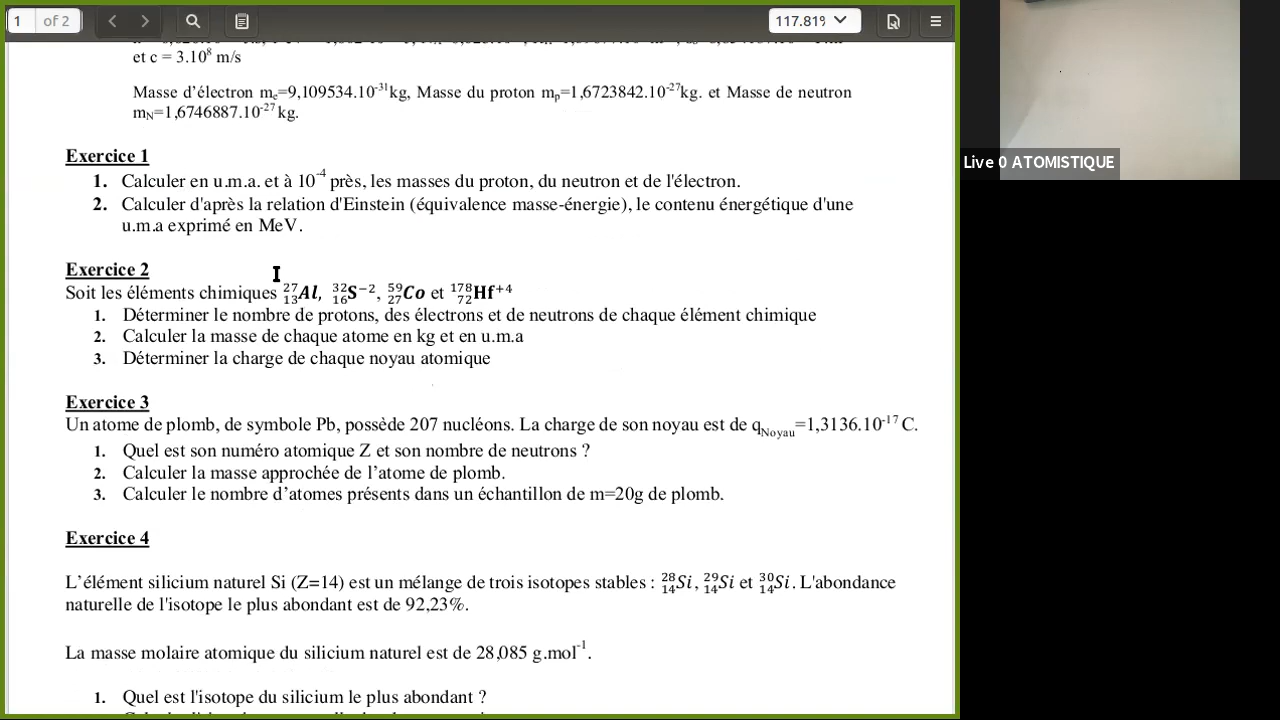 1 of 2 117.81%
et c = 3.10⁸ m/s
Masse d'électron mₑ=9,109534.10⁻³¹kg, Masse du proton mₚ=1,6723842.10⁻²⁷kg. et Masse de neutron
m_N=1,6746887.10⁻²⁷kg.
Exercice 1
1. Calculer en u.m.a. et à 10⁻⁴ près, les masses du proton, du neutron et de l'électron.
2. Calculer d'après la relation d'Einstein (équivalence masse-énergie), le contenu énergétique d'une
u.m.a exprimé en MeV.
Exercice 2
Soit les éléments chimiques ²⁷₁₃Al, ³²₁₆S⁻², ⁵⁹₂₇Co et ¹⁷⁸₇₂Hf⁺⁴
1. Déterminer le nombre de protons, des électrons et de neutrons de chaque élément chimique
2. Calculer la masse de chaque atome en kg et en u.m.a
3. Déterminer la charge de chaque noyau atomique
Exercice 3
Un atome de plomb, de symbole Pb, possède 207 nucléons. La charge de son noyau est de q_Noyau=1,3136.10⁻¹⁷ C.
1. Quel est son numéro atomique Z et son nombre de neutrons ?
2. Calculer la masse approchée de l'atome de plomb.
3. Calculer le nombre d'atomes présents dans un échantillon de m=20g de plomb.
Exercice 4
L'élément silicium naturel Si (Z=14) est un mélange de trois isotopes stables : ²⁸₁₄Si, ²⁹₁₄Si et ³⁰₁₄Si. L'abondance
naturelle de l'isotope le plus abondant est de 92,23%.
La masse molaire atomique du silicium naturel est de 28,085 g.mol⁻¹.
1. Quel est l'isotope du silicium le plus abondant ?
Live 0 ATOMISTIQUE